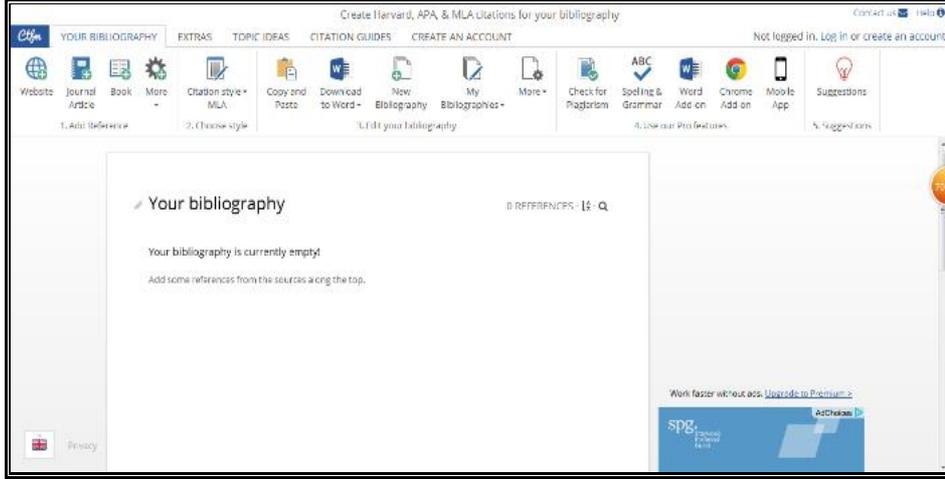 Create Harvard, APA, & MLA citations for your bibliography
Contact us Help
Ctfm YOUR BIBLIOGRAPHY EXTRAS TOPIC IDEAS CITATION GUIDES CREATE AN ACCOUNT Not logged in. Log in or create an account
Website Journal Article Book More Citation style MLA Copy and Paste Download to Word New Bibliography My Bibliographies More Check for Plagiarism ABC Spelling & Grammar Word Add-on Chrome Add-on Mobile App Suggestions
1. Add Reference 2. Choose style 3. Edit your bibliography 4. Use our Pro features 5. Suggestions
Your bibliography 0 REFERENCES
Your bibliography is currently empty!
Add some references from the sources along the top.
Work faster without ads. Upgrade to Premium >
AdChoices
spg.
Privacy